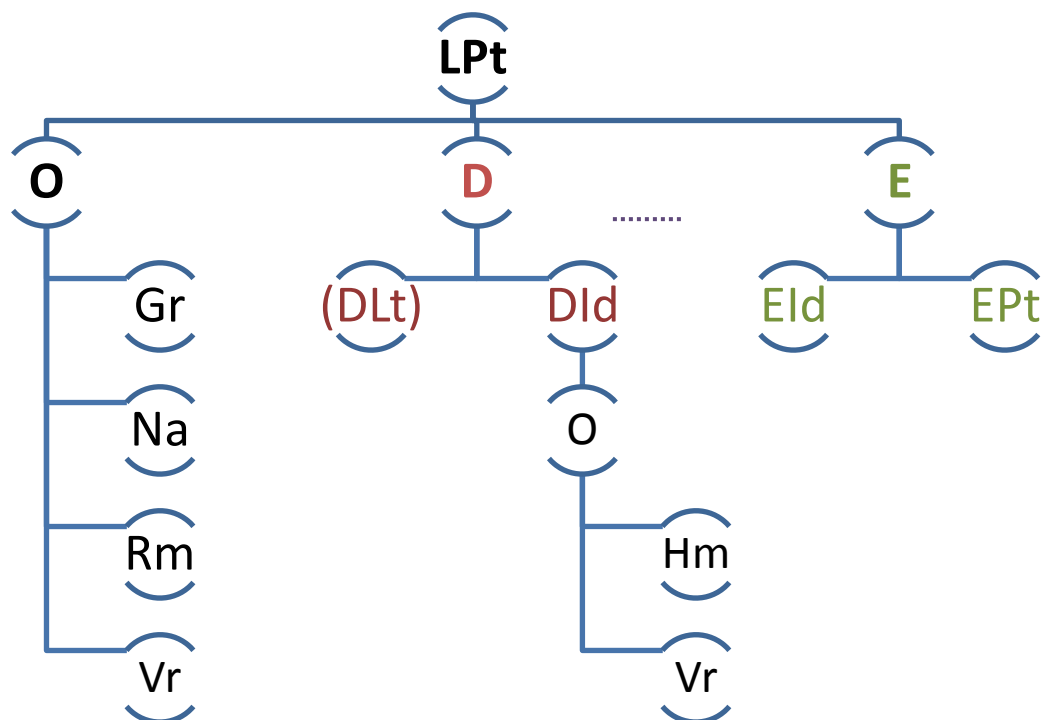 LPt
O D E
(DLt) DId EId EPt
Gr
Na O
Rm Hm
Vr Vr